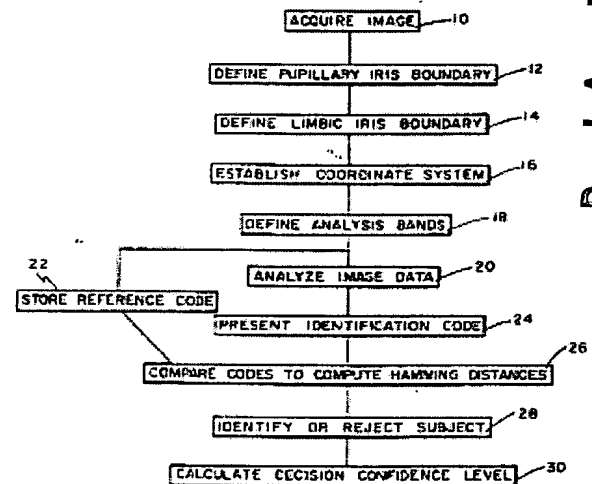 ACQUIRE IMAGE 10
DEFINE PUPILLARY IRIS BOUNDARY 12
DEFINE LIMBIC IRIS BOUNDARY 14
ESTABLISH COORDINATE SYSTEM 16
DEFINE ANALYSIS BANDS 18
22
ANALYZE IMAGE DATA 20
STORE REFERENCE CODE
PRESENT IDENTIFICATION CODE 24
COMPARE CODES TO COMPUTE HAMMING DISTANCES 26
IDENTIFY OR REJECT SUBJECT 28
CALCULATE DECISION CONFIDENCE LEVEL 30